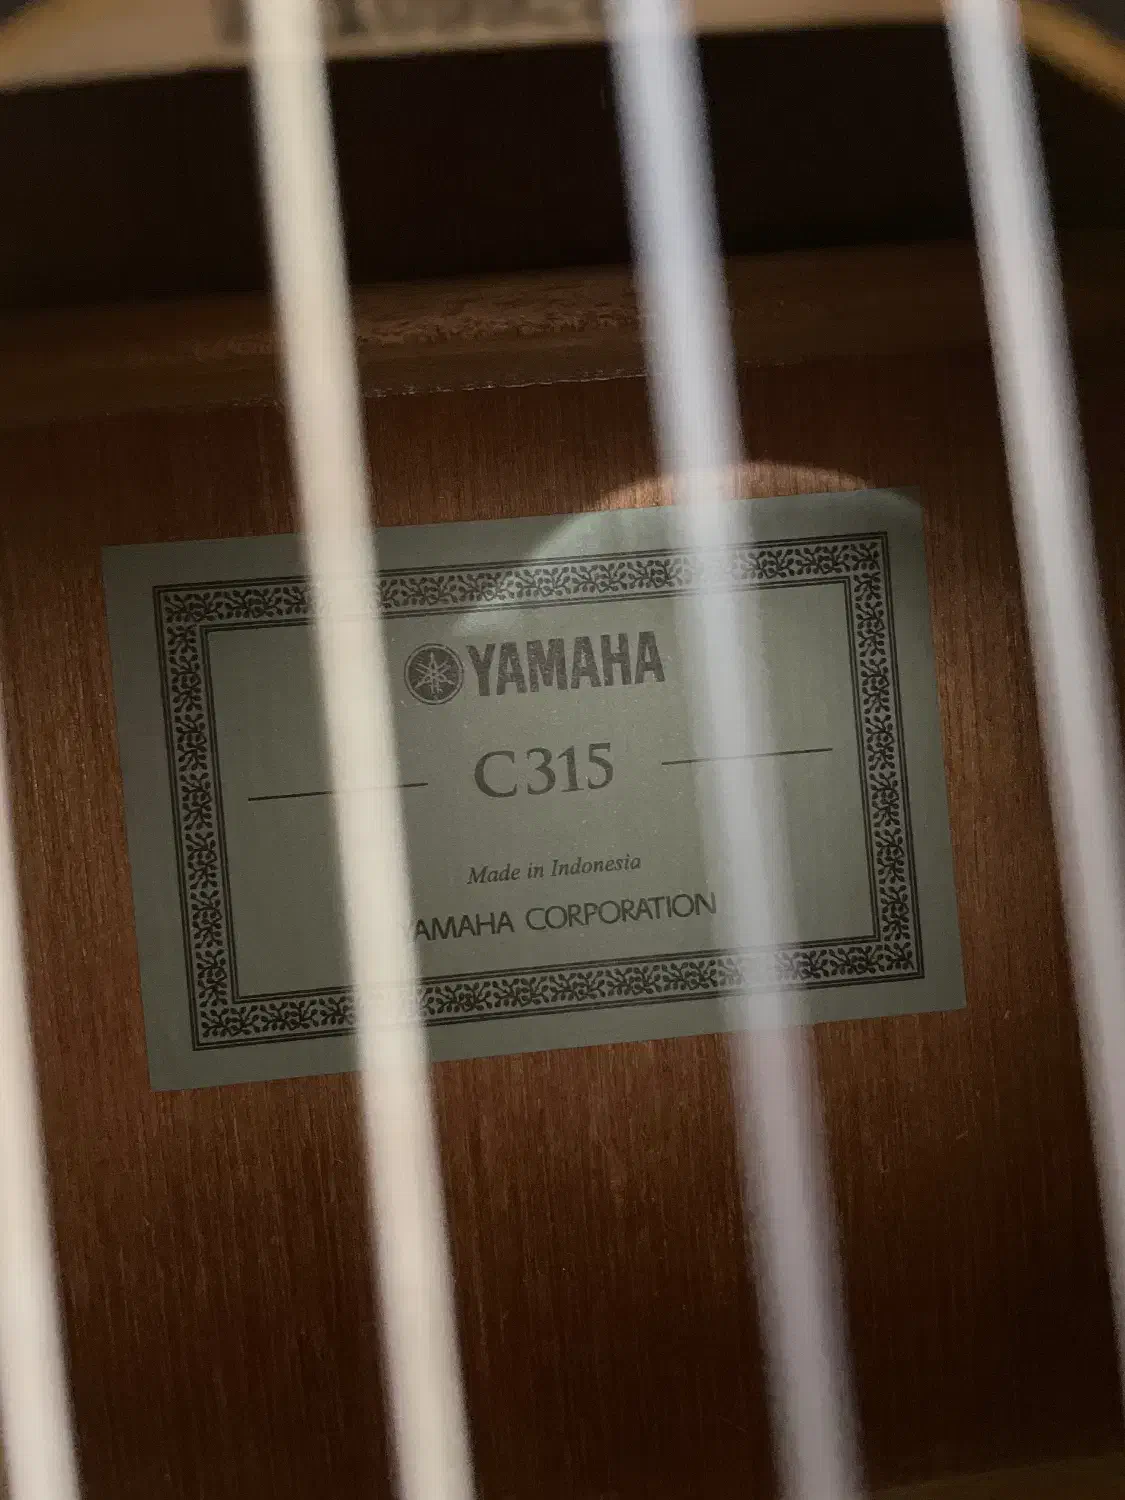 YAMAHA
C315
Made in Indonesia
YAMAHA CORPORATION